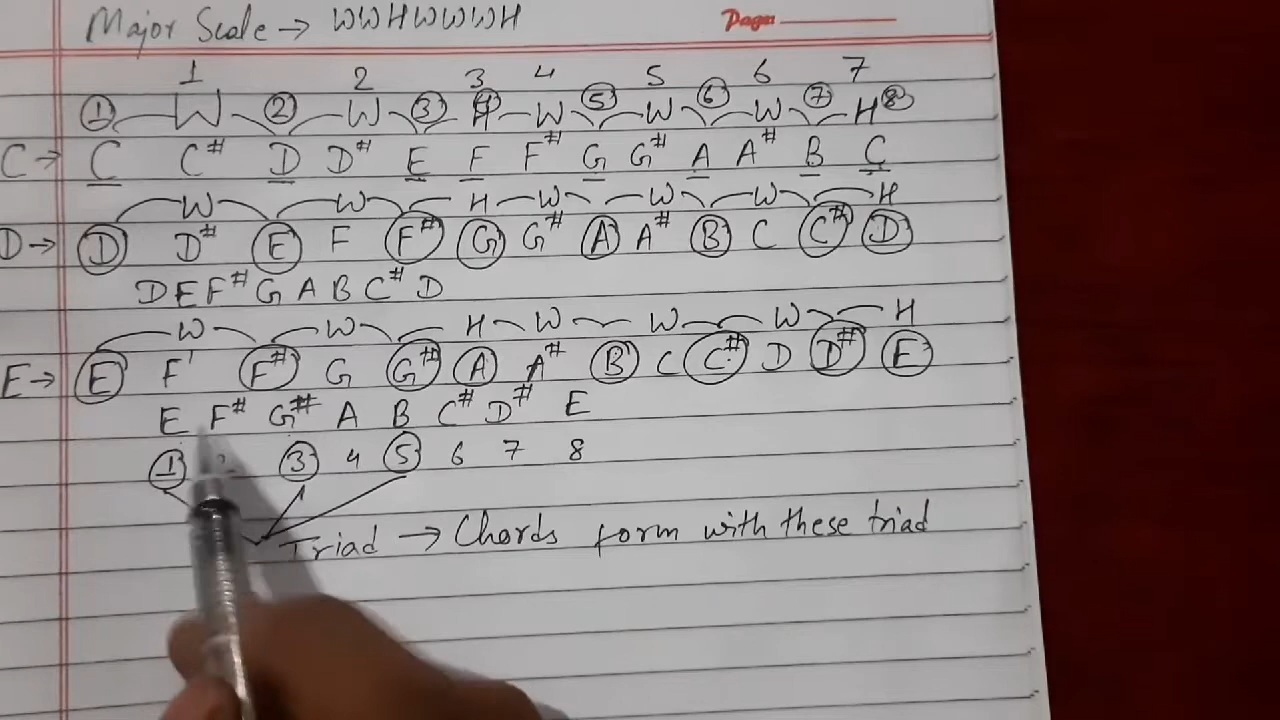 Major Scale → WWHWWWH Page:
1 2 3 4 5 6 7
① W ② W ③ H ④ W ⑤ W ⑥ W ⑦ H ⑧
C → C C# D D# E F F# G G# A A# B C
W W H W W W H
D → D D# E F F# G G# A A# B C C# D
D E F# G A B C# D
W W H W W W H
E → E F F# G G# A A# B C C# D D# E
E F# G# A B C# D# E
① 2 ③ 4 ⑤ 6 7 8
Triad → Chords form with these triad